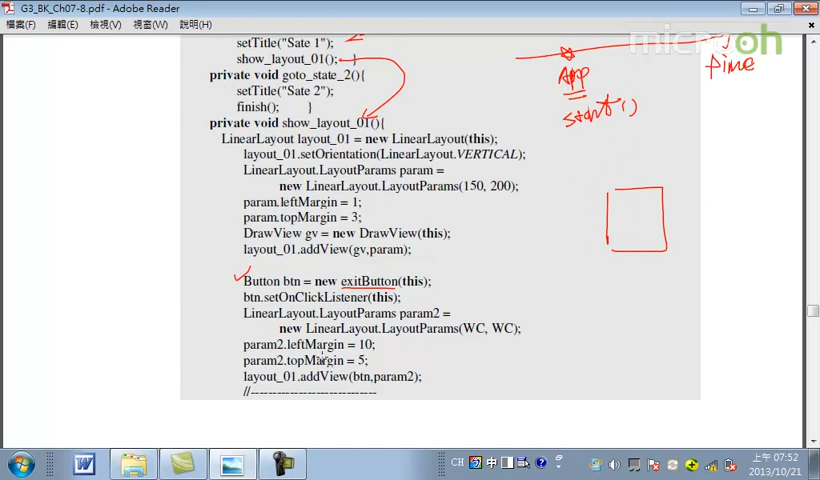 G3_BK_Ch07-8.pdf - Adobe Reader
檔案(F) 編輯(E) 檢視(V) 視窗(W) 說明(H)
microoh
setTitle("Sate 1");
show_layout_01(); }
private void goto_state_2(){
setTitle("Sate 2");
finish(); }
private void show_layout_01(){
LinearLayout layout_01 = new LinearLayout(this);
layout_01.setOrientation(LinearLayout.VERTICAL);
LinearLayout.LayoutParams param =
new LinearLayout.LayoutParams(150, 200);
param.leftMargin = 1;
param.topMargin = 3;
DrawView gv = new DrawView(this);
layout_01.addView(gv,param);
Button btn = new exitButton(this);
btn.setOnClickListener(this);
LinearLayout.LayoutParams param2 =
new LinearLayout.LayoutParams(WC, WC);
param2.leftMargin = 10;
param2.topMargin = 5;
layout_01.addView(btn,param2);
//-----------------------------
time
App
start()
CH 中
上午 07:52
2013/10/21